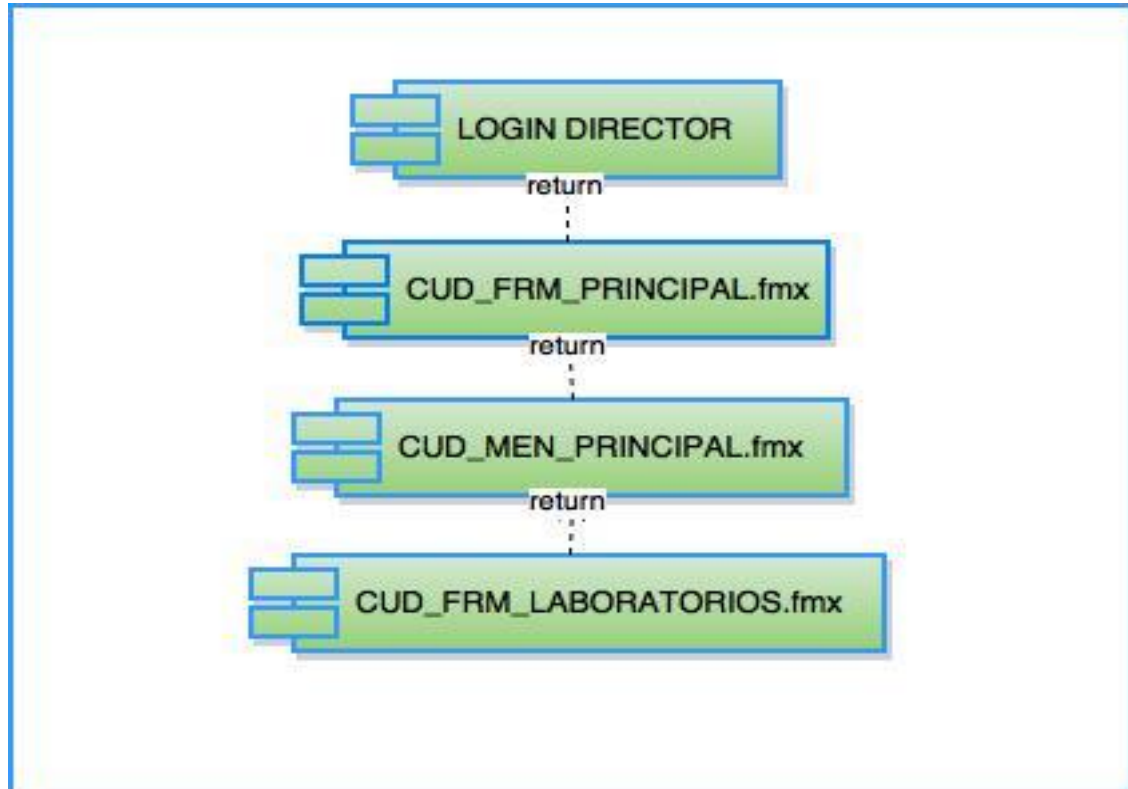 LOGIN DIRECTOR
return
CUD_FRM_PRINCIPAL.fmx
return
CUD_MEN_PRINCIPAL.fmx
return
CUD_FRM_LABORATORIOS.fmx